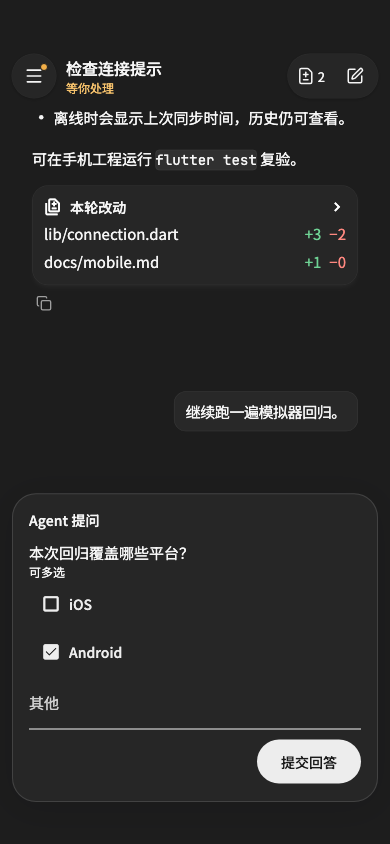 检查连接提示
等你处理
2
• 离线时会显示上次同步时间，历史仍可查看。
可在手机工程运行 flutter test 复验。
本轮改动
lib/connection.dart +3 −2
docs/mobile.md +1 −0
继续跑一遍模拟器回归。
Agent 提问
本次回归覆盖哪些平台？
可多选
iOS
Android
其他
提交回答